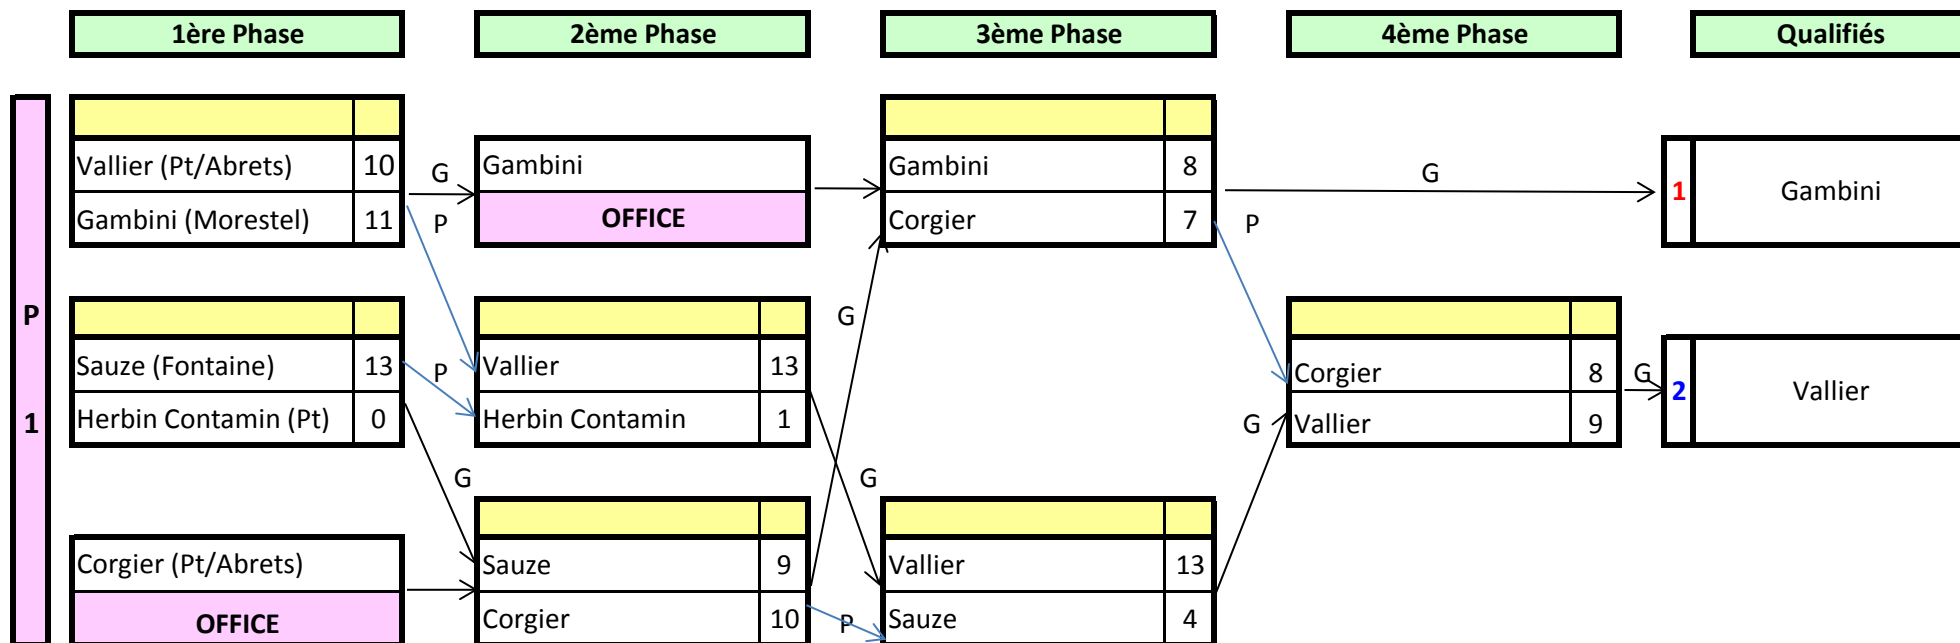 1ère Phase 2ème Phase 3ème Phase 4ème Phase Qualifiés
P 1
Vallier (Pt/Abrets) 10
Gambini (Morestel) 11
G
P
Gambini
OFFICE
Gambini 8
Corgier 7
G
P
1 Gambini
Sauze (Fontaine) 13
Herbin Contamin (Pt) 0
P
G
Vallier 13
Herbin Contamin 1
G
G
Corgier 8
Vallier 9
G
G
2 Vallier
Corgier (Pt/Abrets)
OFFICE
Sauze 9
Corgier 10
P
Vallier 13
Sauze 4